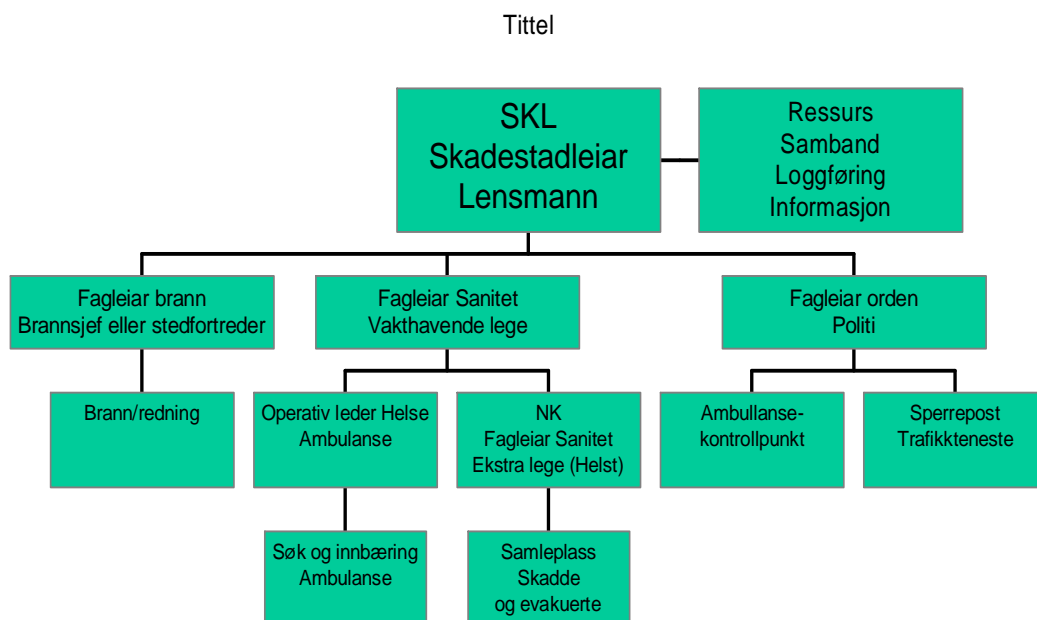 Tittel
SKL
Skadestadleiar
Lensmann
Ressurs
Samband
Loggføring
Informasjon
Fagleiar brann
Brannsjef eller stedfortreder
Fagleiar Sanitet
Vakthavende lege
Fagleiar orden
Politi
Brann/redning
Operativ leder Helse
Ambulanse
NK
Fagleiar Sanitet
Ekstra lege (Helst)
Ambullanse-
kontrollpunkt
Sperrepost
Trafikkteneste
Søk og innbæring
Ambulanse
Samleplass
Skadde
og evakuerte